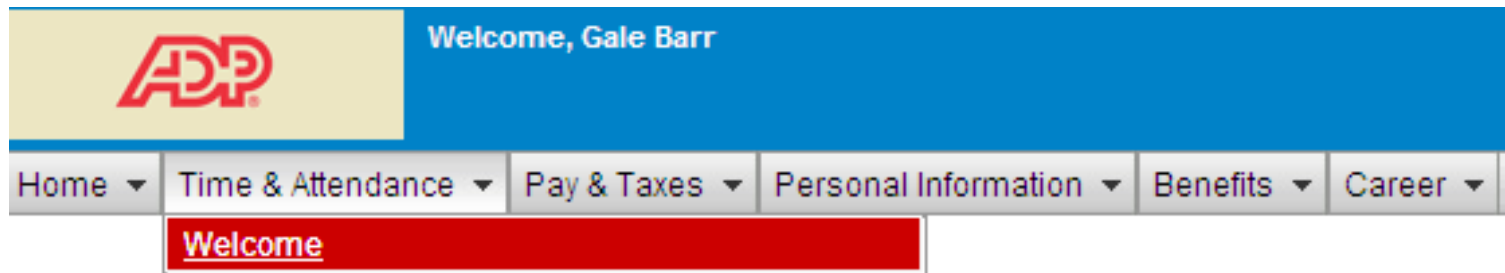 ADP
Welcome, Gale Barr
Home Time & Attendance Pay & Taxes Personal Information Benefits Career
Welcome